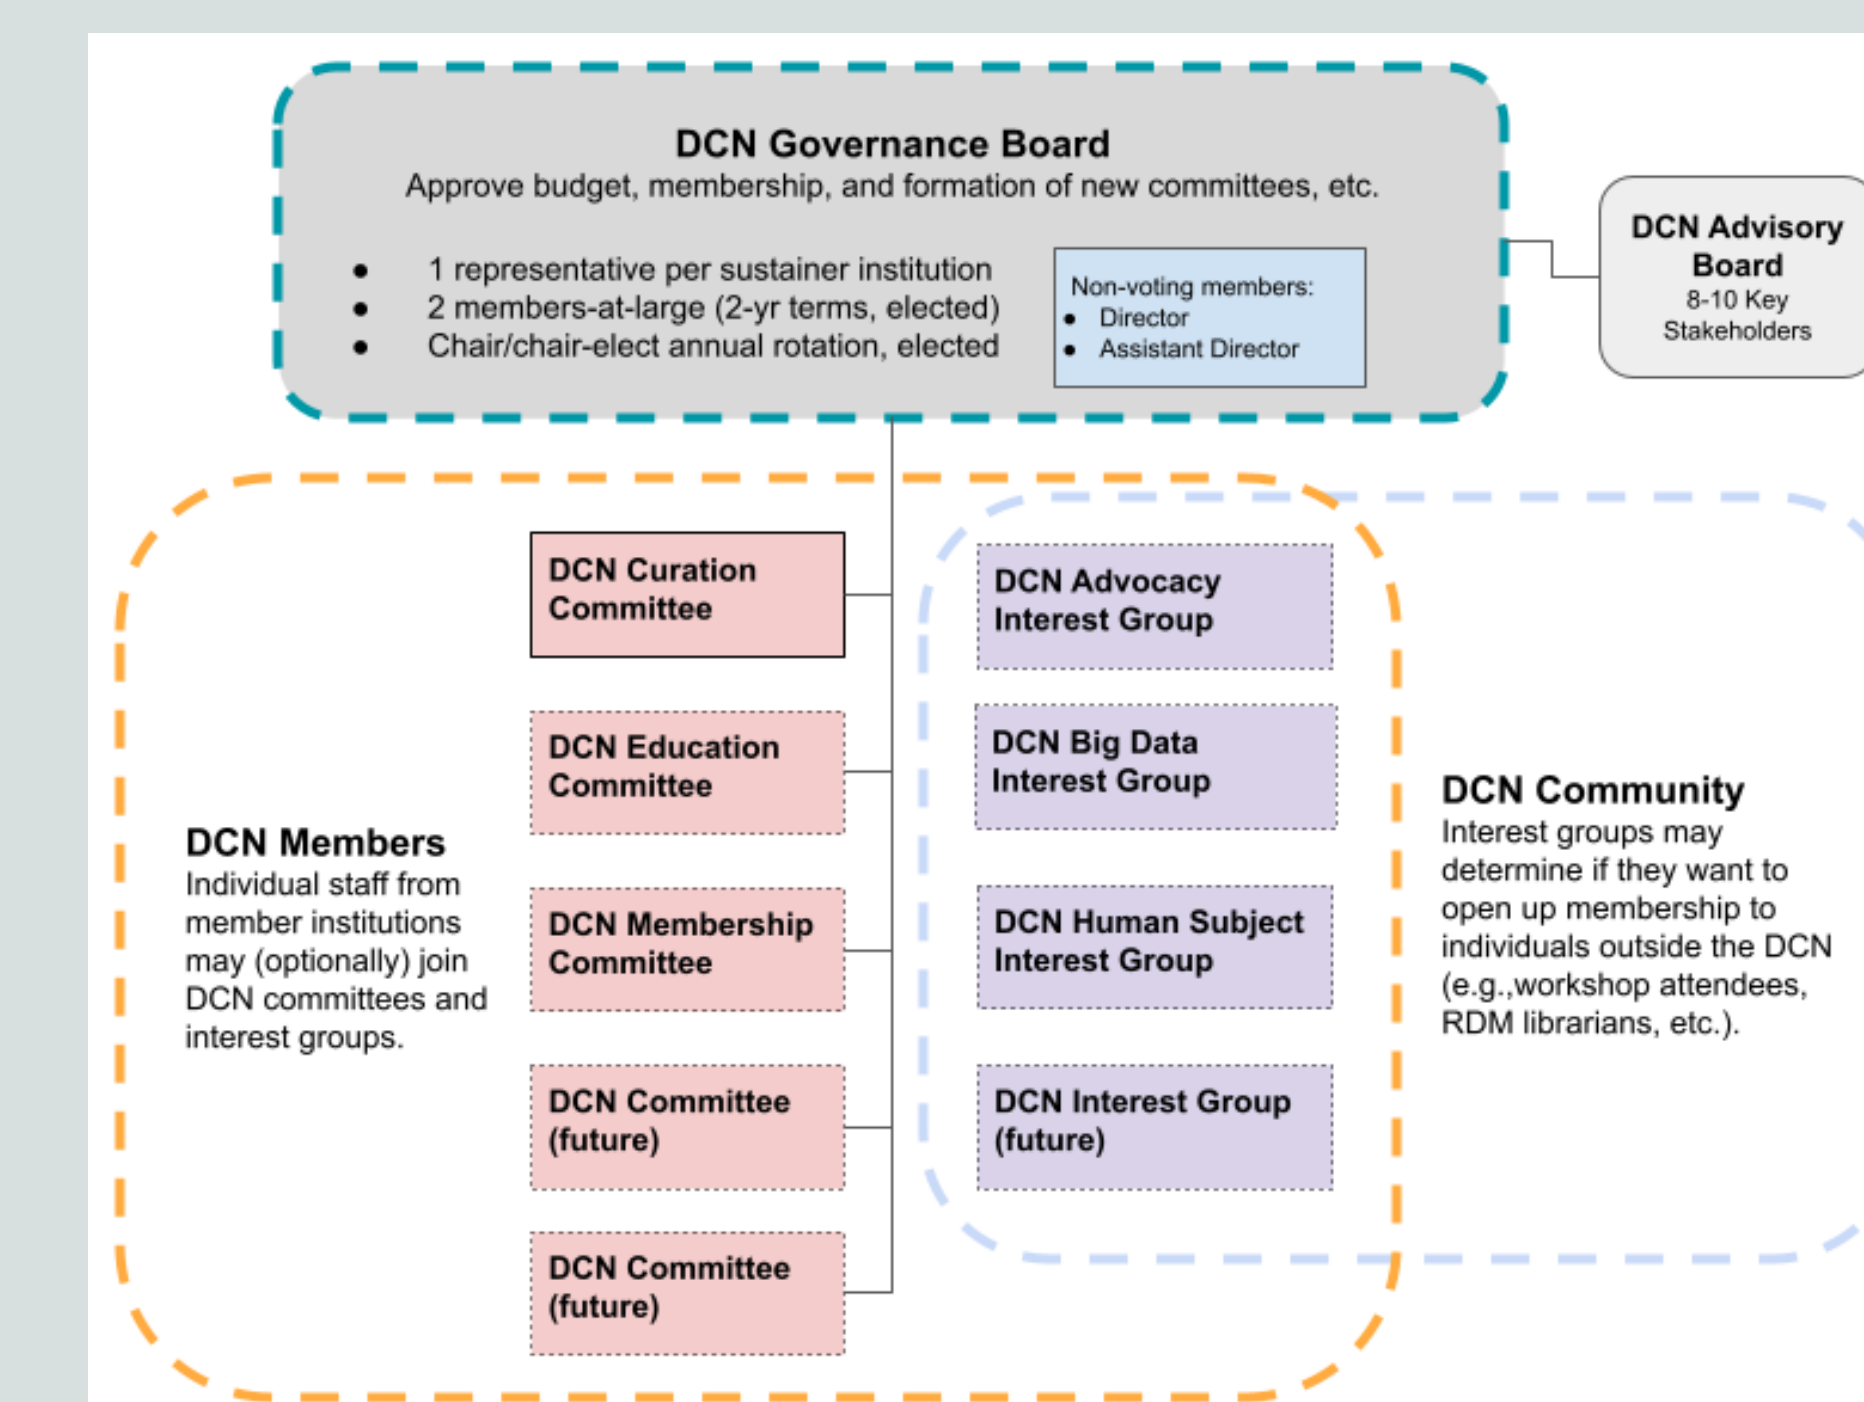 DCN Governance Board
Approve budget, membership, and formation of new committees, etc.
● 1 representative per sustainer institution
● 2 members-at-large (2-yr terms, elected)
● Chair/chair-elect annual rotation, elected
Non-voting members:
● Director
● Assistant Director
DCN Advisory
Board
8-10 Key
Stakeholders
DCN Members
Individual staff from
member institutions
may (optionally) join
DCN committees and
interest groups.
DCN Curation
Committee
DCN Education
Committee
DCN Membership
Committee
DCN Committee
(future)
DCN Committee
(future)
DCN Advocacy
Interest Group
DCN Big Data
Interest Group
DCN Human Subject
Interest Group
DCN Interest Group
(future)
DCN Community
Interest groups may
determine if they want to
open up membership to
individuals outside the DCN
(e.g.,workshop attendees,
RDM librarians, etc.).